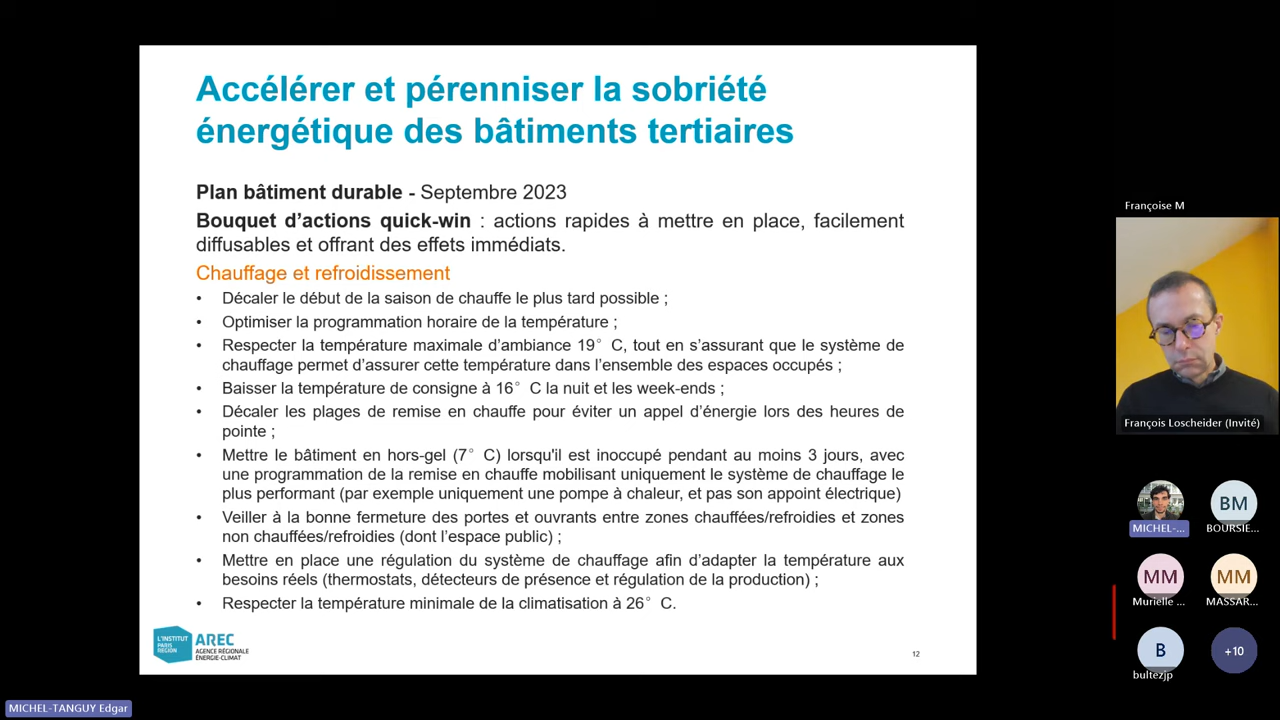 Accélérer et pérenniser la sobriété
énergétique des bâtiments tertiaires
Plan bâtiment durable - Septembre 2023
Bouquet d’actions quick-win : actions rapides à mettre en place, facilement
diffusables et offrant des effets immédiats.
Chauffage et refroidissement
• Décaler le début de la saison de chauffe le plus tard possible ;
• Optimiser la programmation horaire de la température ;
• Respecter la température maximale d’ambiance 19° C, tout en s’assurant que le système de
chauffage permet d’assurer cette température dans l’ensemble des espaces occupés ;
• Baisser la température de consigne à 16° C la nuit et les week-ends ;
• Décaler les plages de remise en chauffe pour éviter un appel d’énergie lors des heures de
pointe ;
• Mettre le bâtiment en hors-gel (7° C) lorsqu'il est inoccupé pendant au moins 3 jours, avec
une programmation de la remise en chauffe mobilisant uniquement le système de chauffage le
plus performant (par exemple uniquement une pompe à chaleur, et pas son appoint électrique)
• Veiller à la bonne fermeture des portes et ouvrants entre zones chauffées/refroidies et zones
non chauffées/refroidies (dont l’espace public) ;
• Mettre en place une régulation du système de chauffage afin d’adapter la température aux
besoins réels (thermostats, détecteurs de présence et régulation de la production) ;
• Respecter la température minimale de la climatisation à 26° C.
L'INSTITUT
PARIS
REGION
AREC
AGENCE RÉGIONALE
ÉNERGIE-CLIMAT
12
Françoise M
François Loscheider (Invité)
MICHEL-...
BM
BOURSIE...
MM
Murielle ...
MM
MASSAR...
B
bultezjp
+10
MICHEL-TANGUY Edgar